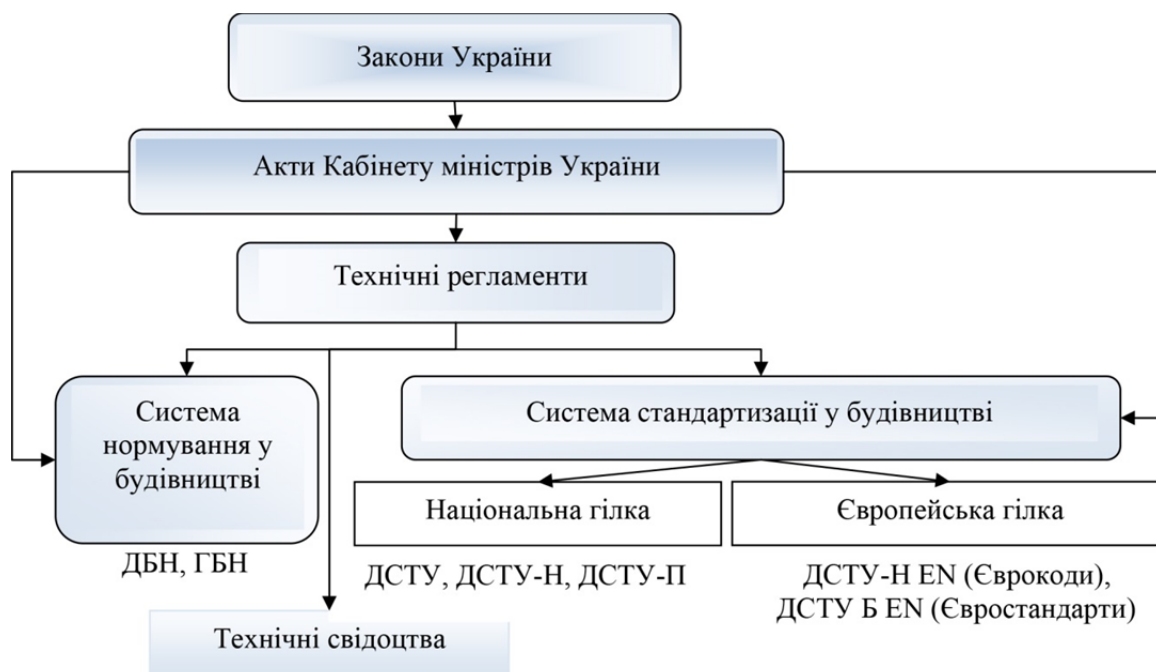 Закони України
Акти Кабінету міністрів України
Технічні регламенти
Система
нормування у
будівництві
ДБН, ГБН
Система стандартизації у будівництві
Національна гілка
ДСТУ, ДСТУ-Н, ДСТУ-П
Європейська гілка
ДСТУ-Н EN (Єврокоди),
ДСТУ Б EN (Євростандарти)
Технічні свідоцтва